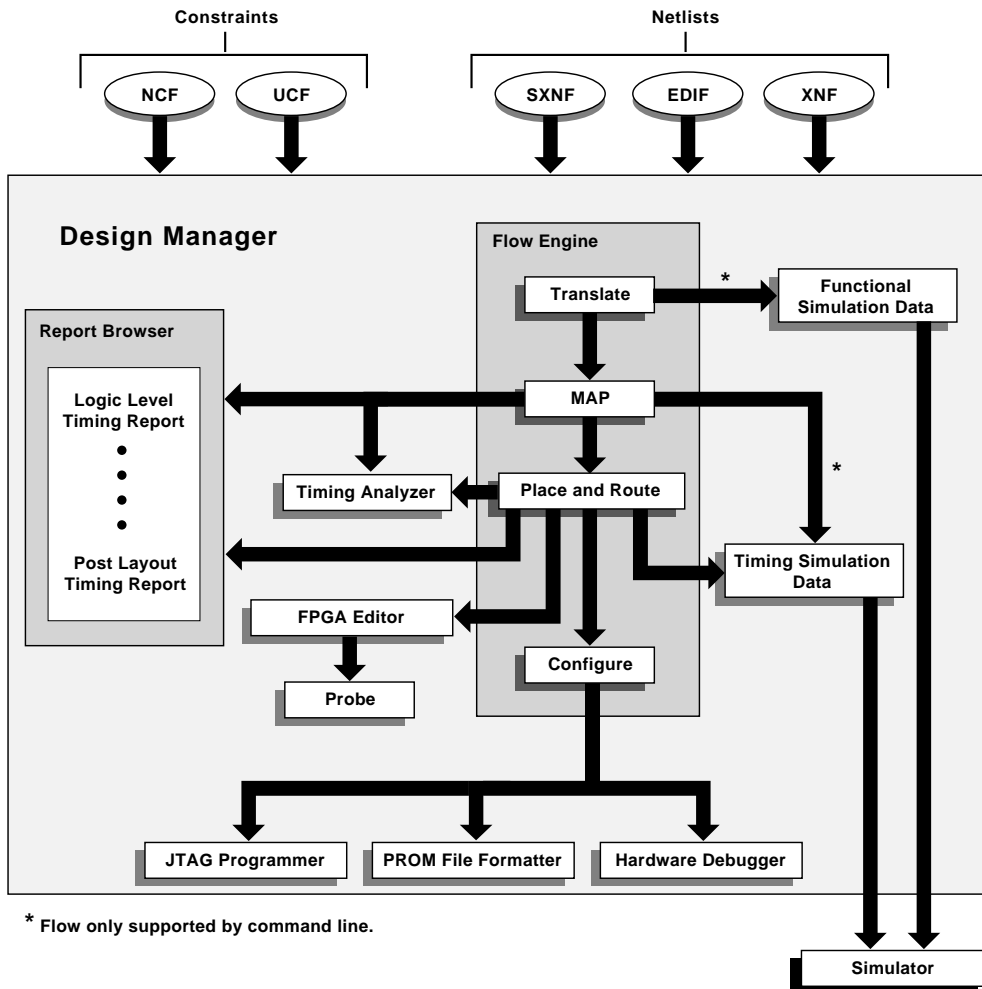 Constraints
Netlists
NCF
UCF
SXNF
EDIF
XNF
Design Manager
Flow Engine
Translate
*
Functional
Simulation Data
Report Browser
Logic Level
Timing Report
MAP
*
Timing Analyzer
Place and Route
Post Layout
Timing Report
Timing Simulation
Data
FPGA Editor
Configure
Probe
JTAG Programmer
PROM File Formatter
Hardware Debugger
* Flow only supported by command line.
Simulator